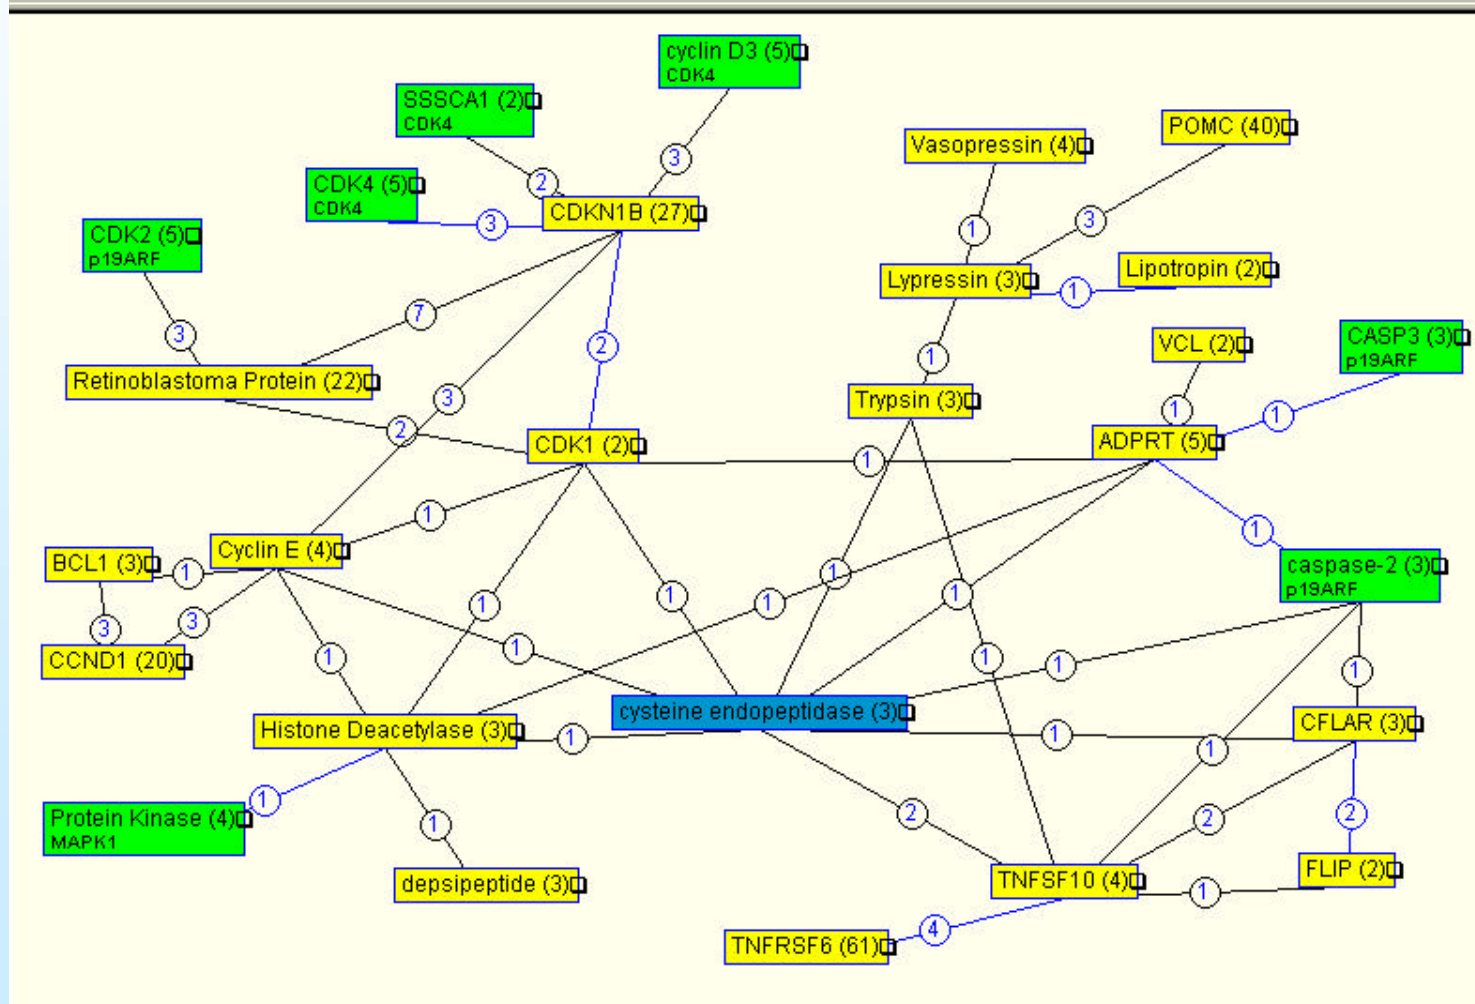 cyclin D3 (5)
CDK4
SSSCA1 (2)
CDK4
POMC (40)
Vasopressin (4)
3
2
CDK4 (5)
CDK4
CDKN1B (27)
3
3
1
CDK2 (5)
p19ARF
Lypressin (3)
Lipotropin (2)
1
7
3
2
1
VCL (2)
CASP3 (3)
p19ARF
Retinoblastoma Protein (22)
3
Trypsin (3)
1
1
2
CDK1 (2)
1
ADPRT (5)
1
1
Cyclin E (4)
BCL1 (3)
1
1
caspase-2 (3)
p19ARF
1
1
1
1
3
3
CCND1 (20)
1
1
1
1
1
cysteine endopeptidase (3)
Histone Deacetylase (3)
1
1
CFLAR (3)
1
Protein Kinase (4)
MAPK1
1
1
2
2
2
depsipeptide (3)
TNFSF10 (4)
1
FLIP (2)
TNFRSF6 (61)
4